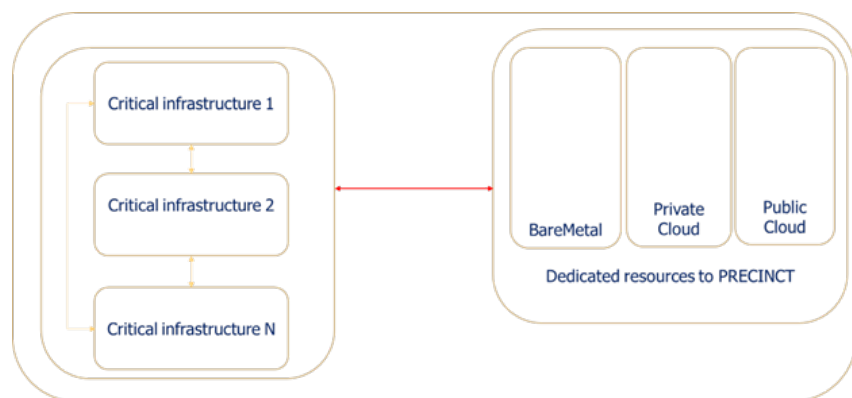 Critical infrastructure 1
Critical infrastructure 2
Critical infrastructure N
BareMetal
Private
Cloud
Public
Cloud
Dedicated resources to PRECINCT